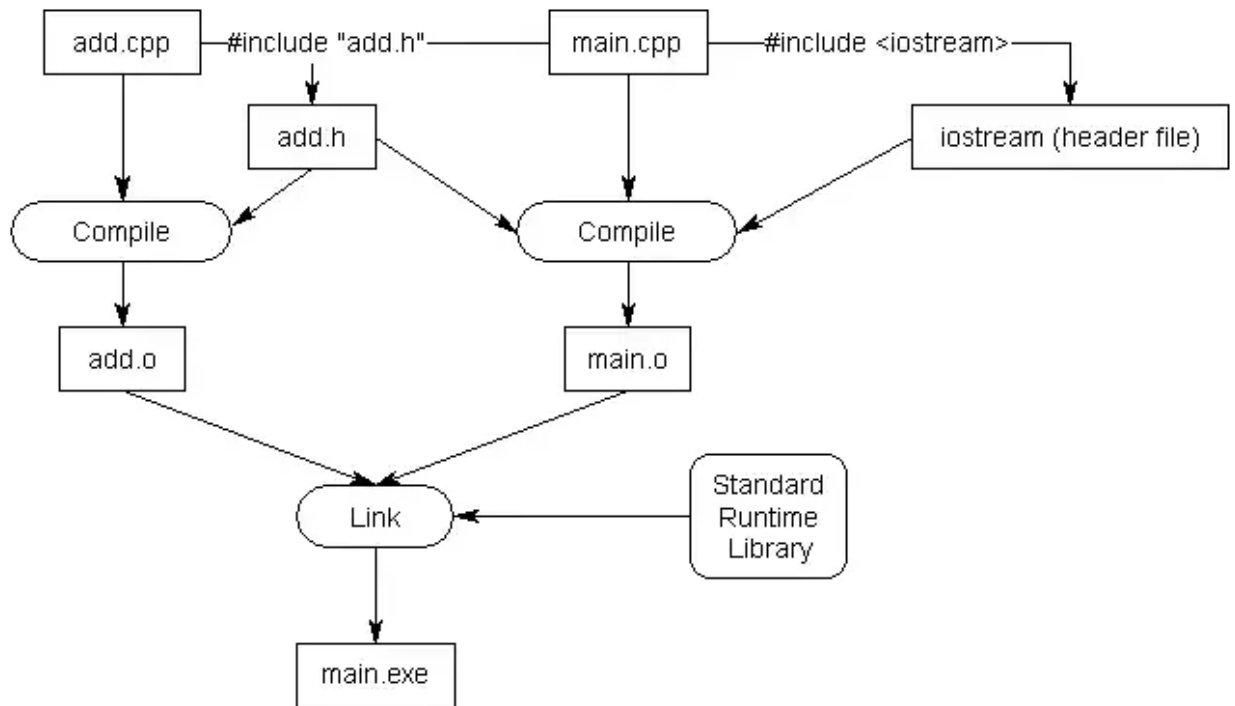 add.cpp
#include "add.h"
main.cpp
#include <iostream>
add.h
iostream (header file)
Compile
Compile
add.o
main.o
Standard
Runtime
Library
Link
main.exe